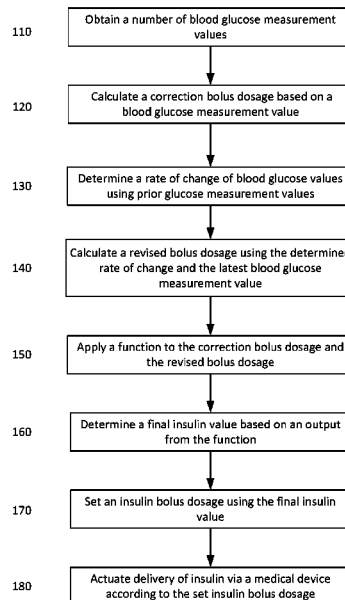 110
Obtain a number of blood glucose measurement
values
120
Calculate a correction bolus dosage based on a
blood glucose measurement value
130
Determine a rate of change of blood glucose values
using prior glucose measurement values
140
Calculate a revised bolus dosage using the determined
rate of change and the latest blood glucose
measurement value
150
Apply a function to the correction bolus dosage and
the revised bolus dosage
160
Determine a final insulin value based on an output
from the function
170
Set an insulin bolus dosage using the final insulin
value
180
Actuate delivery of insulin via a medical device
according to the set insulin bolus dosage